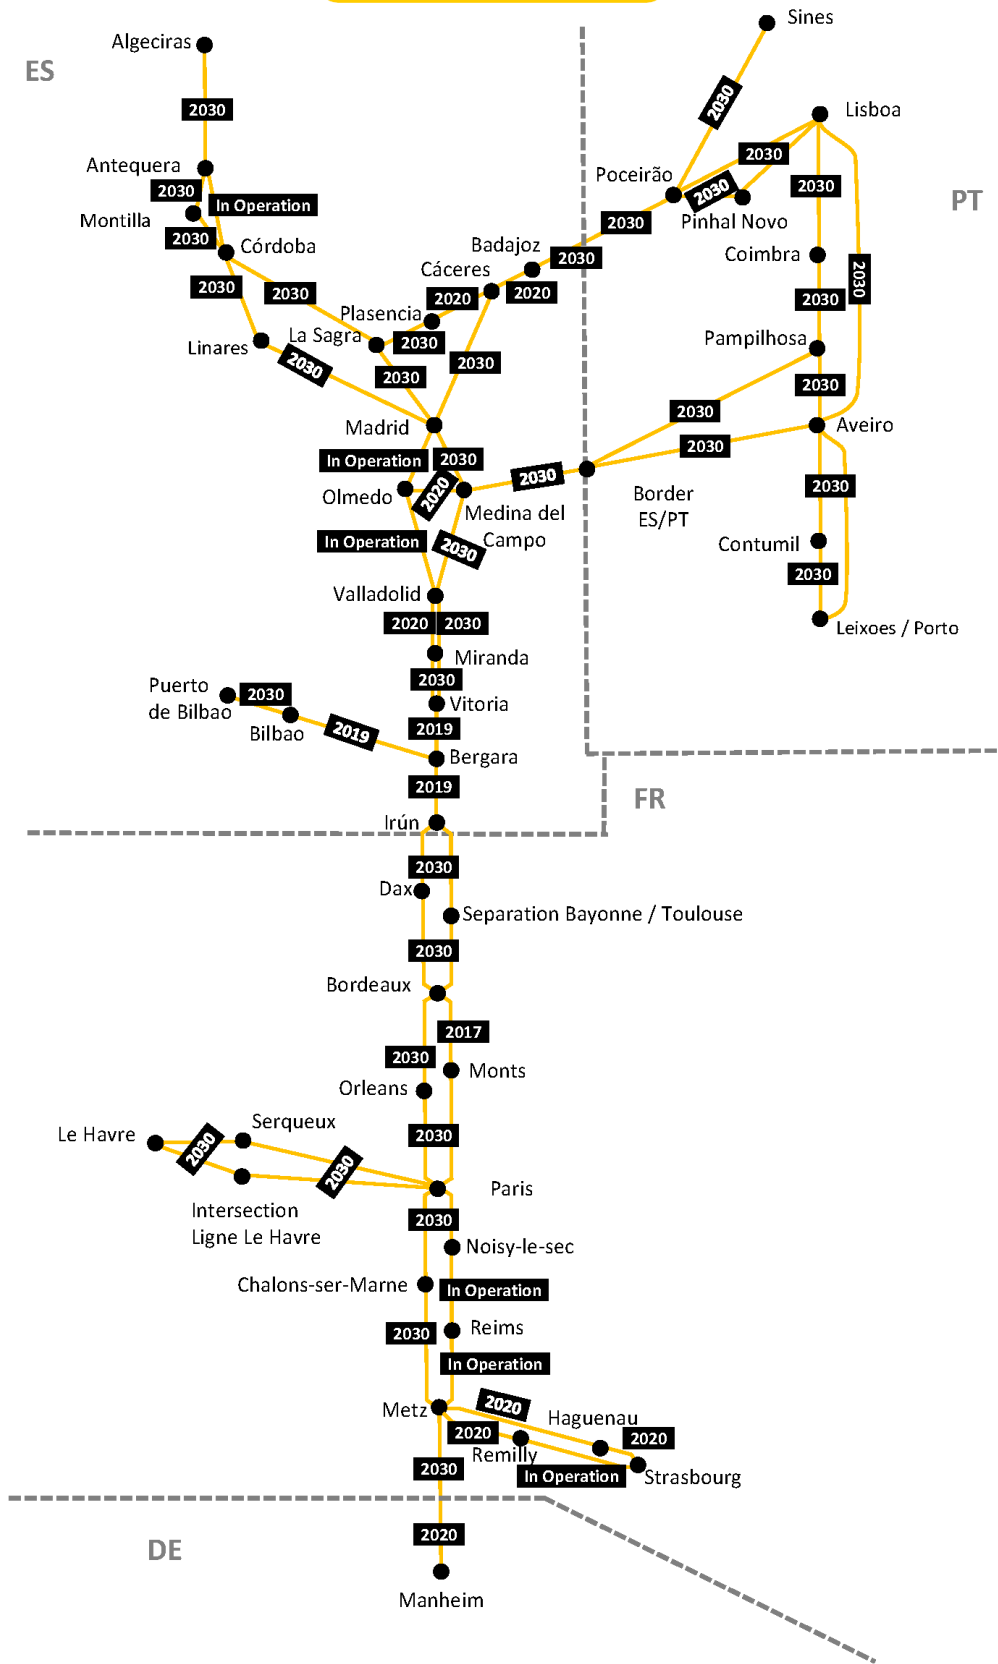 Sines
Algeciras
ES
2030
2030
Lisboa
Antequera
2030
Poceirão
2030
2030
2030
In Operation
Pinhal Novo
PT
Montilla
2030
2030
Córdoba
Badajoz
2030
Coimbra
Cáceres
2030
2030
2020
2020
2030
2030
Plasencia
La Sagra
2030
Linares
2030
2030
2030
Pampilhosa
2030
2030
Madrid
Aveiro
In Operation
2030
2030
2030
2020
2030
Olmedo
Medina del
Campo
Border
ES/PT
In Operation
2030
Contumil
2030
Valladolid
2020
2030
Leixoes / Porto
Miranda
2030
Puerto
de Bilbao
2030
Vitoria
Bilbao
2019
2019
Bergara
2019
FR
Irún
2030
Dax
Separation Bayonne / Toulouse
2030
Bordeaux
2017
2030
Monts
Orleans
Serqueux
Le Havre
2030
2030
2030
Paris
Intersection
Ligne Le Havre
2030
Noisy-le-sec
Chalons-ser-Marne
In Operation
2030
Reims
In Operation
Metz
2020
Haguenau
2020
2020
Remilly
2030
In Operation
Strasbourg
DE
2020
Manheim